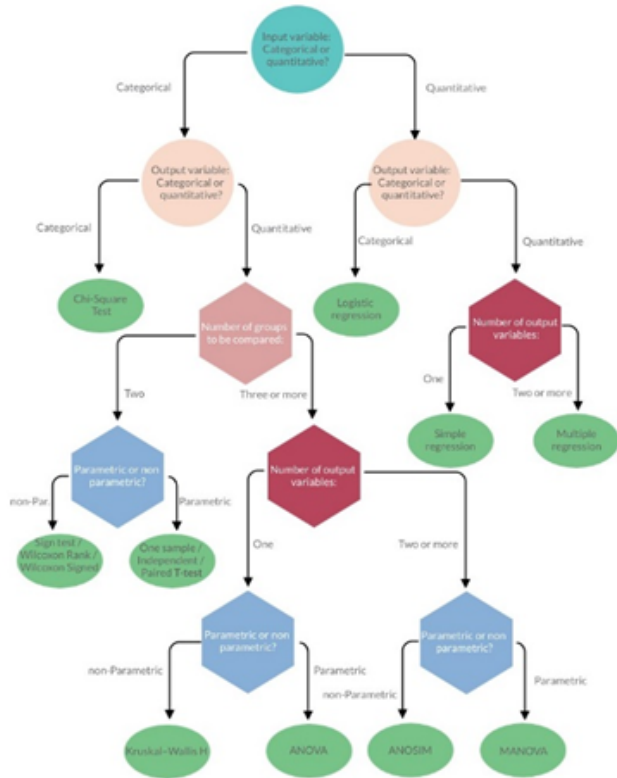 Input variable:
Categorical or
quantitative?
Categorical
Quantitative
Output variable:
Categorical or
quantitative?
Output variable:
Categorical or
quantitative?
Categorical
Quantitative
Categorical
Quantitative
Chi-Square
Test
Number of groups
to be compared:
Logistic
regression
Number of output
variables:
Two
Three or more
One
Two or more
Simple
regression
Multiple
regression
Parametric or non
parametric?
Number of output
variables:
non-Par.
Parametric
Sign test /
Wilcoxon Rank /
Wilcoxon Signed
One sample /
Independent /
Paired T-test
One
Two or more
Parametric or non
parametric?
Parametric or non
parametric?
non-Parametric
Parametric
non-Parametric
Parametric
Kruskal-Wallis H
ANOVA
ANOSIM
MANOVA